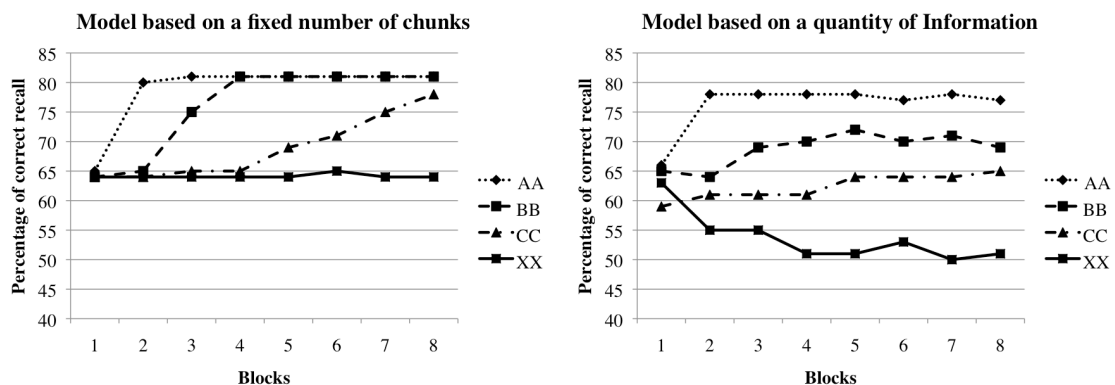 Model based on a fixed number of chunks
Percentage of correct recall
85
80
75
70
65
60
55
50
45
40
1 2 3 4 5 6 7 8
Blocks
AA
BB
CC
XX
Model based on a quantity of Information
Percentage of correct recall
85
80
75
70
65
60
55
50
45
40
1 2 3 4 5 6 7 8
Blocks
AA
BB
CC
XX